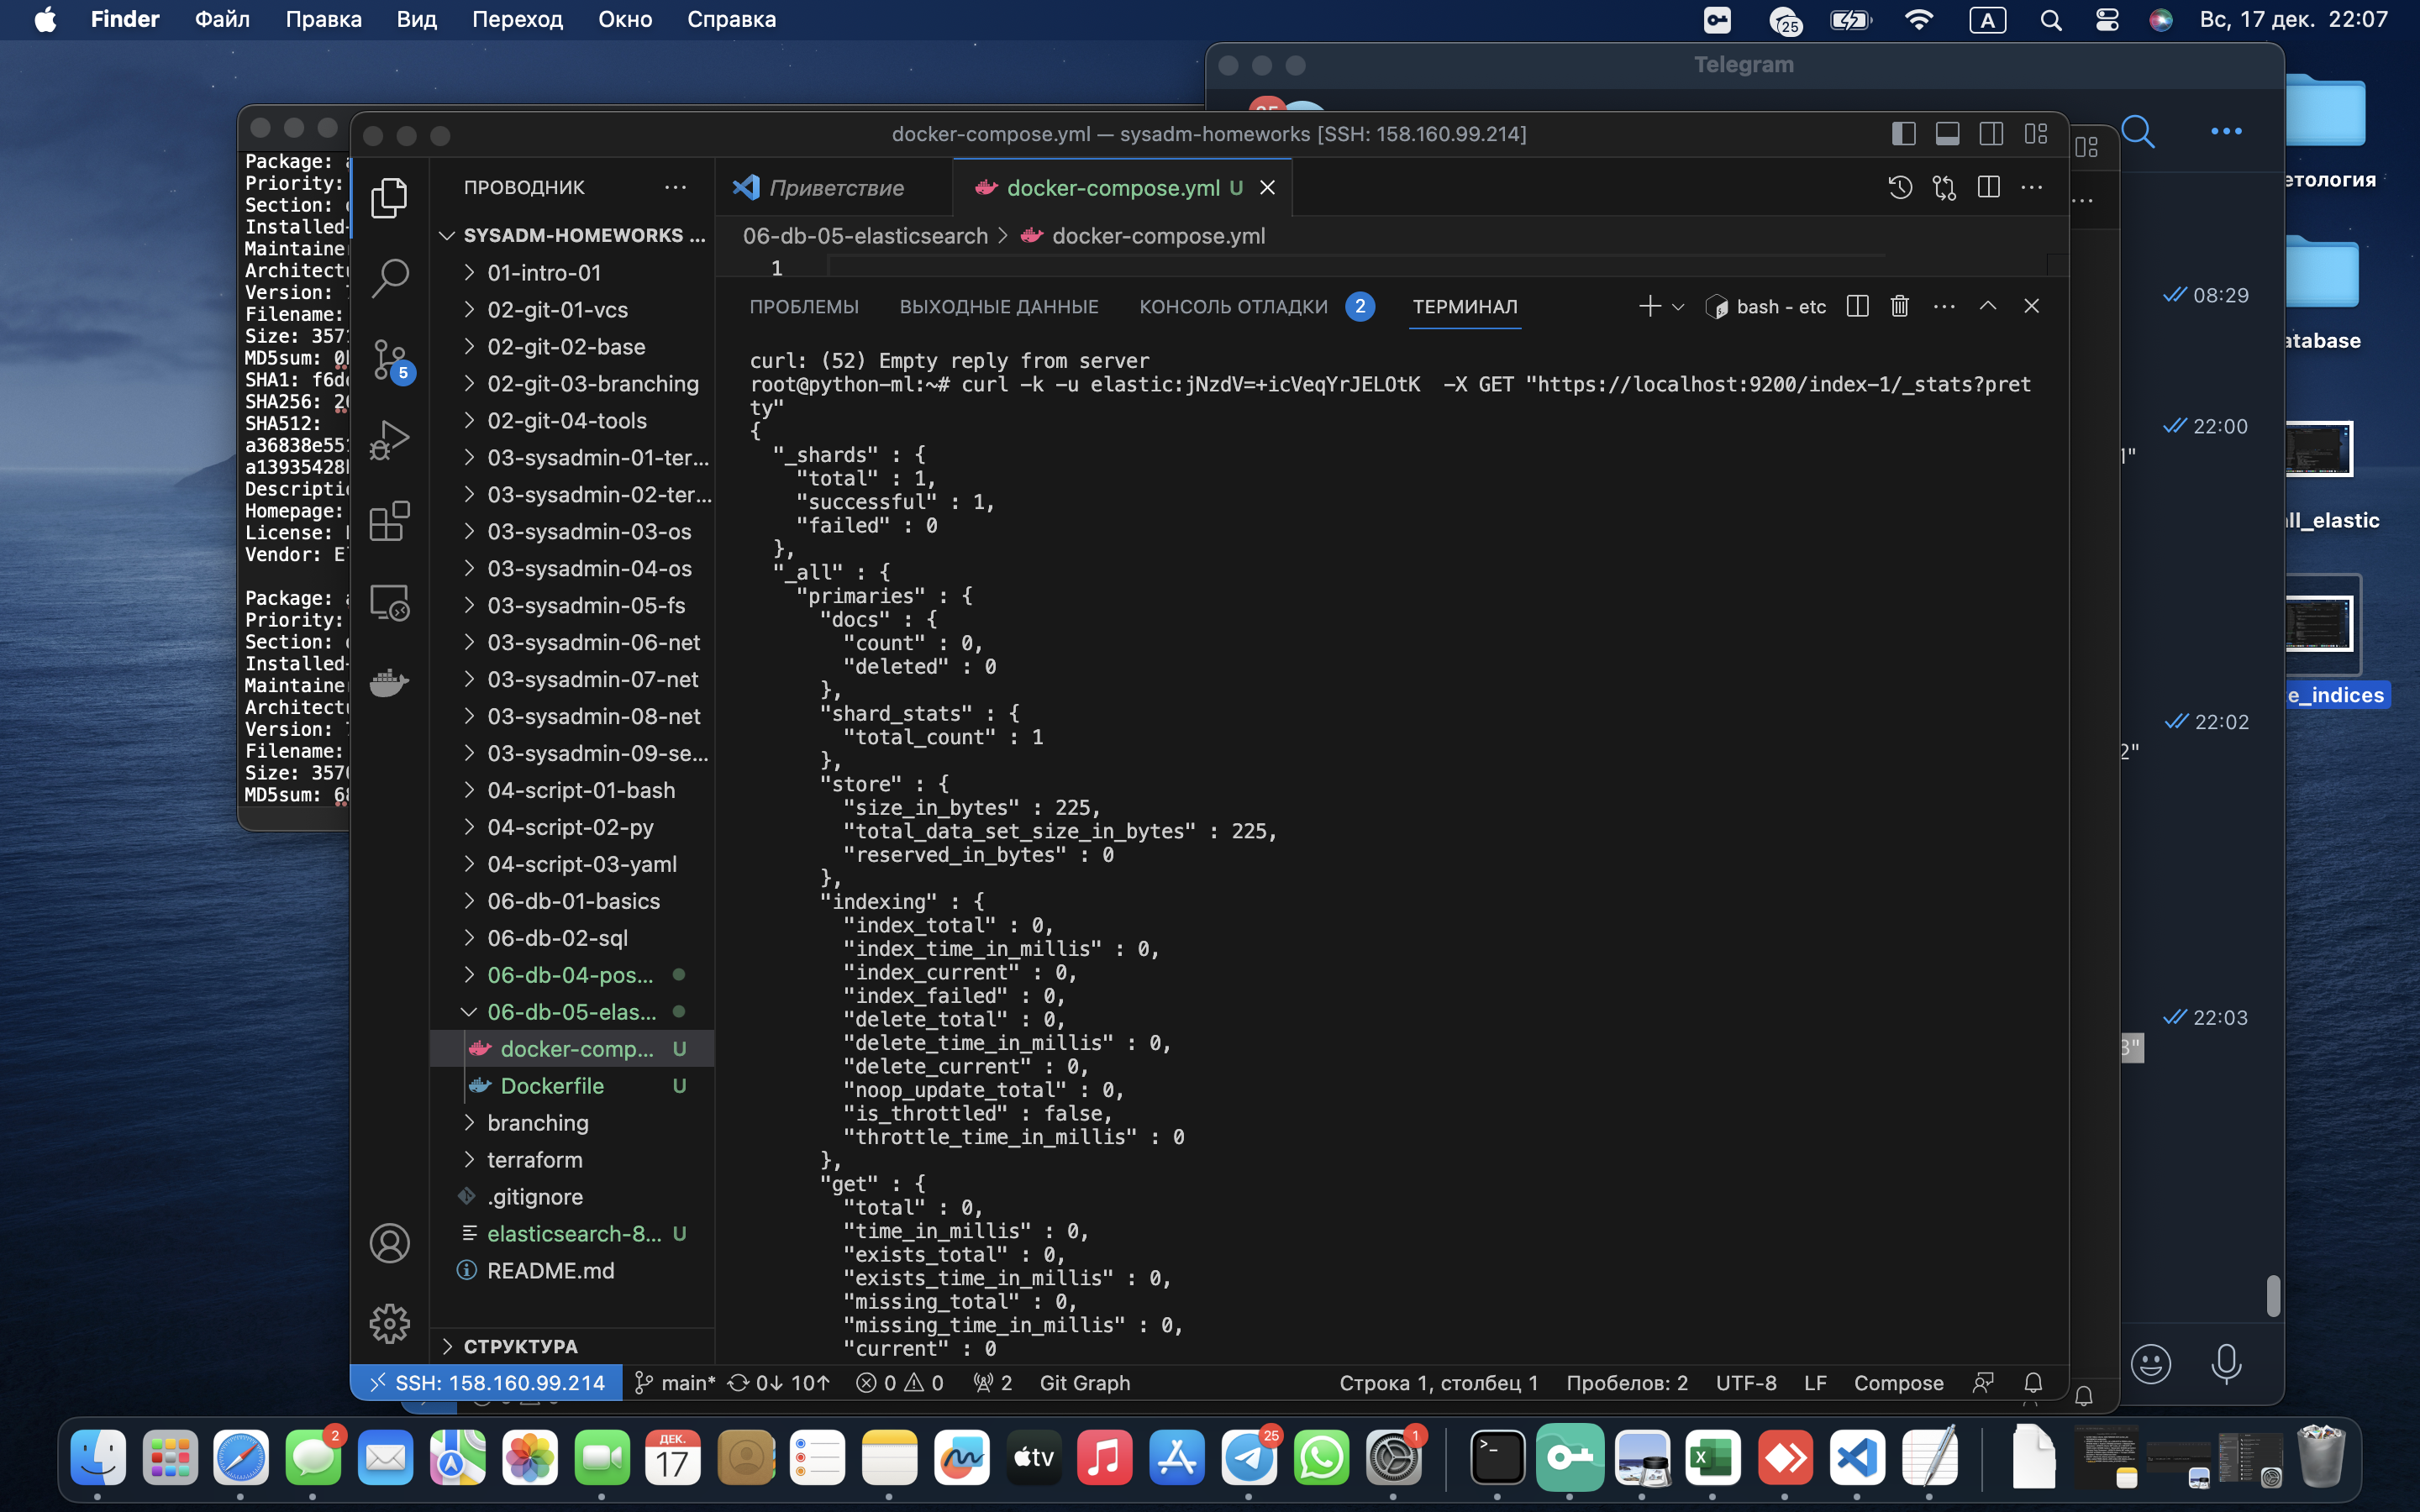 Finder Файл Правка Вид Переход Окно Справка
25 A Вс, 17 дек. 22:07
Telegram
Package:
Priority:
Section:
Installed-
Maintaine
Architectu
Version:
Filename:
Size: 357
MD5sum:
SHA1: f6d
SHA256:
SHA512:
a36838e55
a13935428
Descripti
Homepage:
License:
Vendor: E
Package:
Priority:
Section:
Installed-
Maintaine
Architectu
Version:
Filename:
Size: 357
MD5sum:
docker-compose.yml — sysadm-homeworks [SSH: 158.160.99.214]
ПРОВОДНИК
Приветствие
docker-compose.yml U
SYSADM-HOMEWORKS ...
06-db-05-elasticsearch > docker-compose.yml
1
01-intro-01
02-git-01-vcs
02-git-02-base
02-git-03-branching
02-git-04-tools
03-sysadmin-01-ter...
03-sysadmin-02-ter...
03-sysadmin-03-os
03-sysadmin-04-os
03-sysadmin-05-fs
03-sysadmin-06-net
03-sysadmin-07-net
03-sysadmin-08-net
03-sysadmin-09-se...
04-script-01-bash
04-script-02-py
04-script-03-yaml
06-db-01-basics
06-db-02-sql
06-db-04-pos...
06-db-05-elas...
docker-comp... U
Dockerfile U
branching
terraform
.gitignore
elasticsearch-8... U
README.md
СТРУКТУРА
5
ПРОБЛЕМЫ ВЫХОДНЫЕ ДАННЫЕ КОНСОЛЬ ОТЛАДКИ 2 ТЕРМИНАЛ
bash - etc
curl: (52) Empty reply from server
root@python-ml:~# curl -k -u elastic:jNzdV=+icVeqYrJELOtK  -X GET "https://localhost:9200/index-1/_stats?pret
ty"
{
  "_shards" : {
    "total" : 1,
    "successful" : 1,
    "failed" : 0
  },
  "_all" : {
    "primaries" : {
      "docs" : {
        "count" : 0,
        "deleted" : 0
      },
      "shard_stats" : {
        "total_count" : 1
      },
      "store" : {
        "size_in_bytes" : 225,
        "total_data_set_size_in_bytes" : 225,
        "reserved_in_bytes" : 0
      },
      "indexing" : {
        "index_total" : 0,
        "index_time_in_millis" : 0,
        "index_current" : 0,
        "index_failed" : 0,
        "delete_total" : 0,
        "delete_time_in_millis" : 0,
        "delete_current" : 0,
        "noop_update_total" : 0,
        "is_throttled" : false,
        "throttle_time_in_millis" : 0
      },
      "get" : {
        "total" : 0,
        "time_in_millis" : 0,
        "exists_total" : 0,
        "exists_time_in_millis" : 0,
        "missing_total" : 0,
        "missing_time_in_millis" : 0,
        "current" : 0
SSH: 158.160.99.214 main* 0↓ 10↑ 0 0 2 Git Graph
Строка 1, столбец 1 Пробелов: 2 UTF-8 LF Compose
08:29
22:00
1"
22:02
2"
22:03
3"
етология
atabase
ll_elastic
e_indices
2
ДЕК.
17
tv
25
1